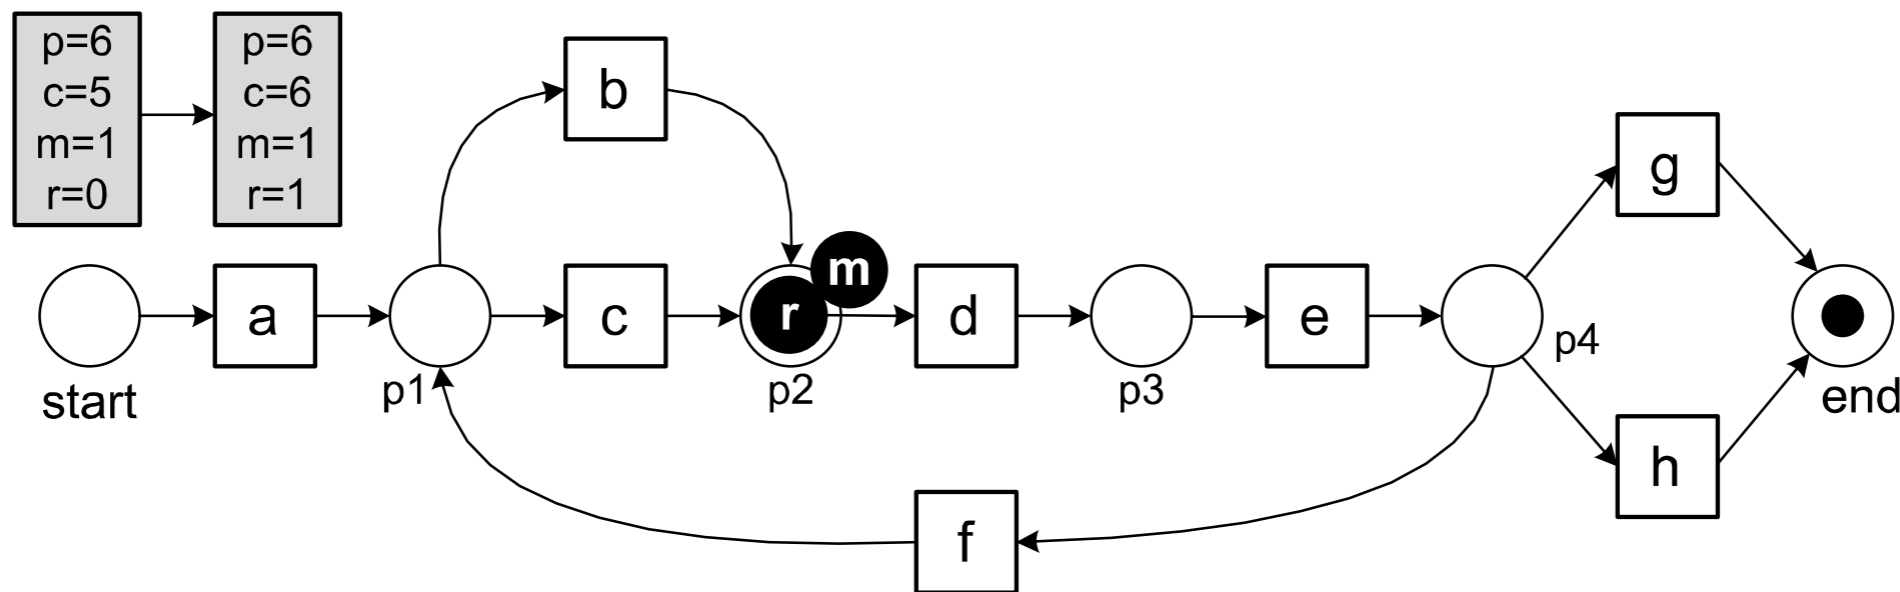 p=6
c=5
m=1
r=0
p=6
c=6
m=1
r=1
b
g
m
a
c
r
d
e
start
p1
p2
p3
p4
end
h
f